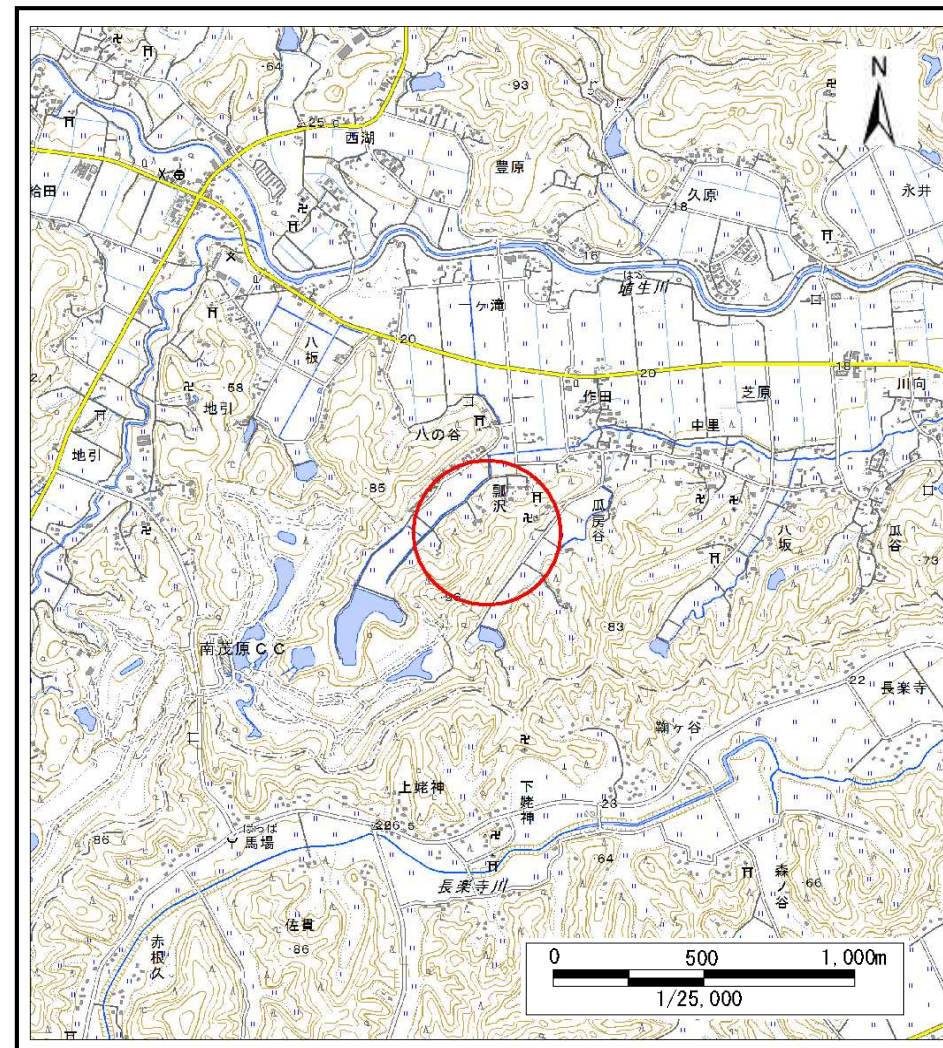 N
64
93
25.6
西湖
豊原
久原
18
永井
給田
16
はぶ
埴生川
一ケ滝
八板
20
20
18
58
地引
作田
芝原
川向
中里
地引
八の谷
85
瓢沢
瓜房谷
八坂
瓜谷
73
96
83
南茂原CC
22
長楽寺
鞠ヶ谷
上姥神
下姥神
23
86
ばっぱ
馬場
26.5
64
長楽寺川
森ノ谷
66
佐貫
86
赤根久
0 500 1,000m
1/25,000